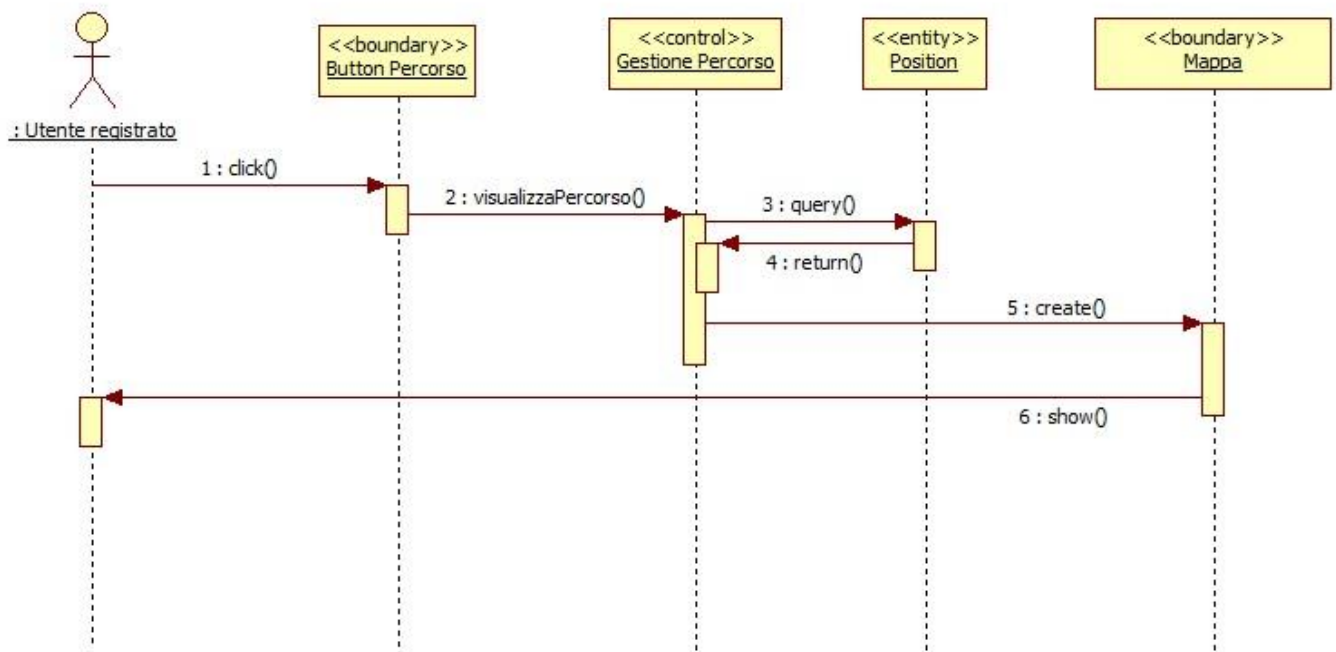 <<boundary>>
Button Percorso
<<control>>
Gestione Percorso
<<entity>>
Position
<<boundary>>
Mappa
: Utente registrato
1 : click()
2 : visualizzaPercorso()
3 : query()
4 : return()
5 : create()
6 : show()